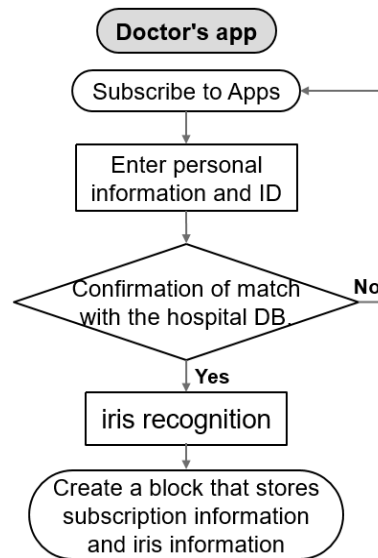 Doctor's app
Subscribe to Apps
Enter personal
information and ID
Confirmation of match
with the hospital DB.
No
Yes
iris recognition
Create a block that stores
subscription information
and iris information